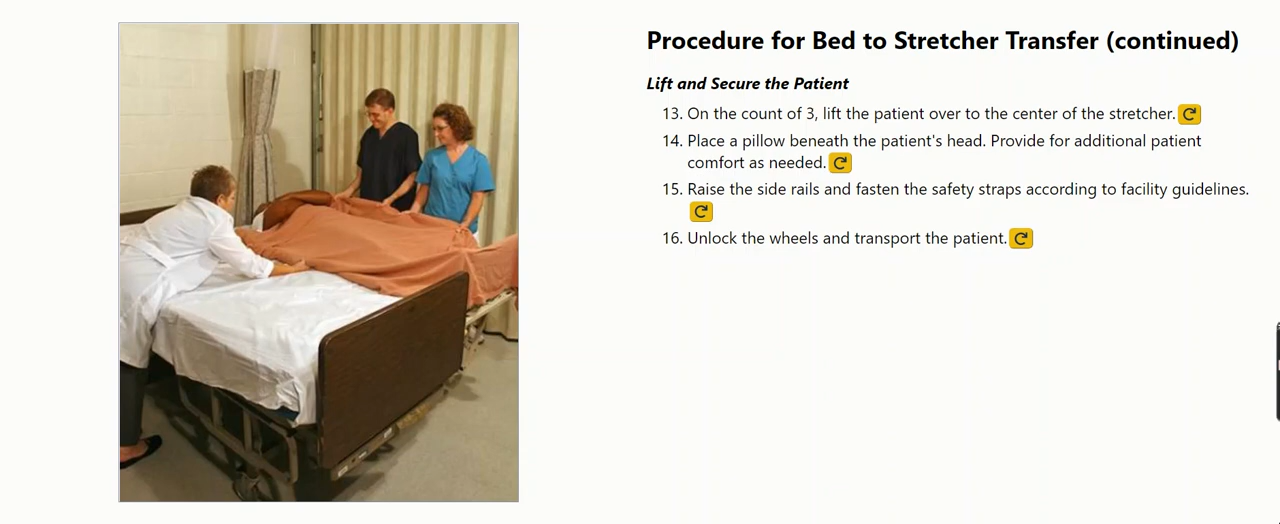 Procedure for Bed to Stretcher Transfer (continued)
Lift and Secure the Patient
13. On the count of 3, lift the patient over to the center of the stretcher.
14. Place a pillow beneath the patient's head. Provide for additional patient
comfort as needed.
15. Raise the side rails and fasten the safety straps according to facility guidelines.
16. Unlock the wheels and transport the patient.